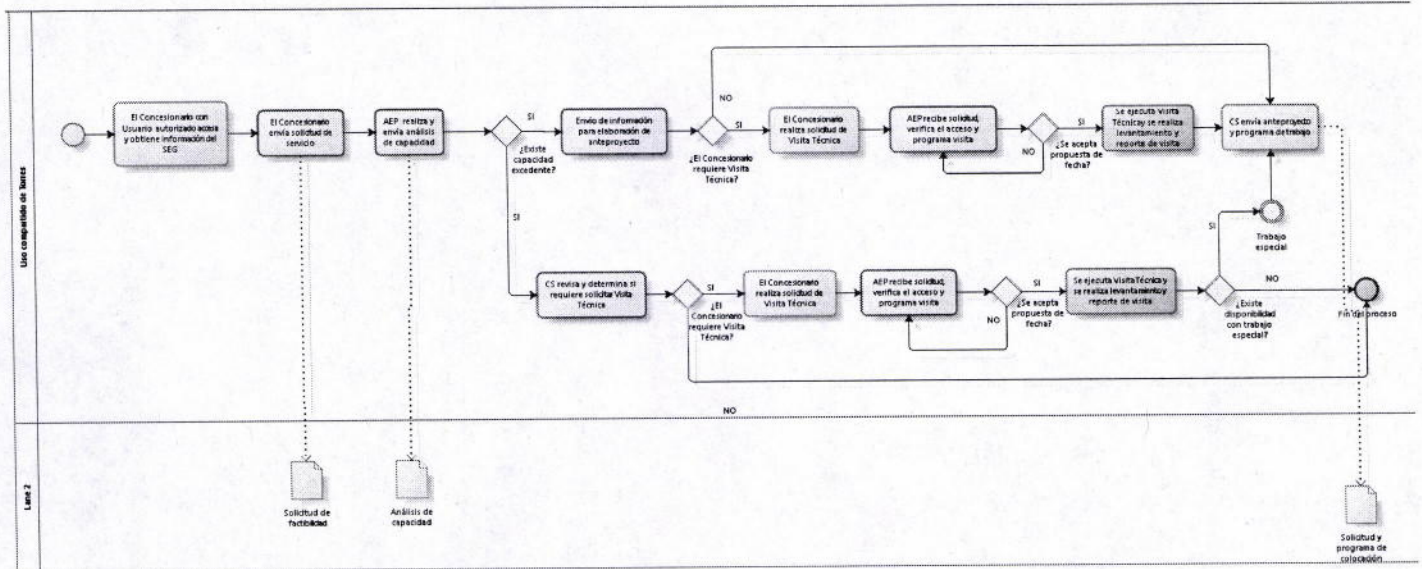 Uso compartido de Torres
El Concesionario con
Usuario autorizado accesa
y obtiene información del
SEG
El Concesionario
envía solicitud de
servicio
AEP realiza y
envía análisis
de capacidad
SI
¿Existe
capacidad
excedente?
Envío de información
para elaboración de
anteproyecto
NO
SI
¿El Concesionario
requiere Visita
Técnica?
El Concesionario
realiza solicitud de
Visita Técnica
AEP recibe solicitud,
verifica el acceso y
programa visita
NO
SI
¿Se acepta
propuesta de
fecha?
Se ejecuta Visita
Técnica y se realiza
levantamiento y
reporte de visita
CS envía anteproyecto
y programa de trabajo
SI
CS revisa y determina si
requiere solicitar Visita
Técnica
SI
¿El
Concesionario
requiere Visita
Técnica?
El Concesionario
realiza solicitud de
Visita Técnica
AEP recibe solicitud,
verifica el acceso y
programa visita
NO
SI
¿Se acepta
propuesta de
fecha?
Se ejecuta Visita Técnica y
se realiza levantamiento y
reporte de visita
SI
Trabajo
especial
NO
¿Existe
disponibilidad
con trabajo
especial?
Fin del proceso
NO
Lane 2
Solicitud de
factibilidad
Análisis de
capacidad
Solicitud y
programa de
colocación